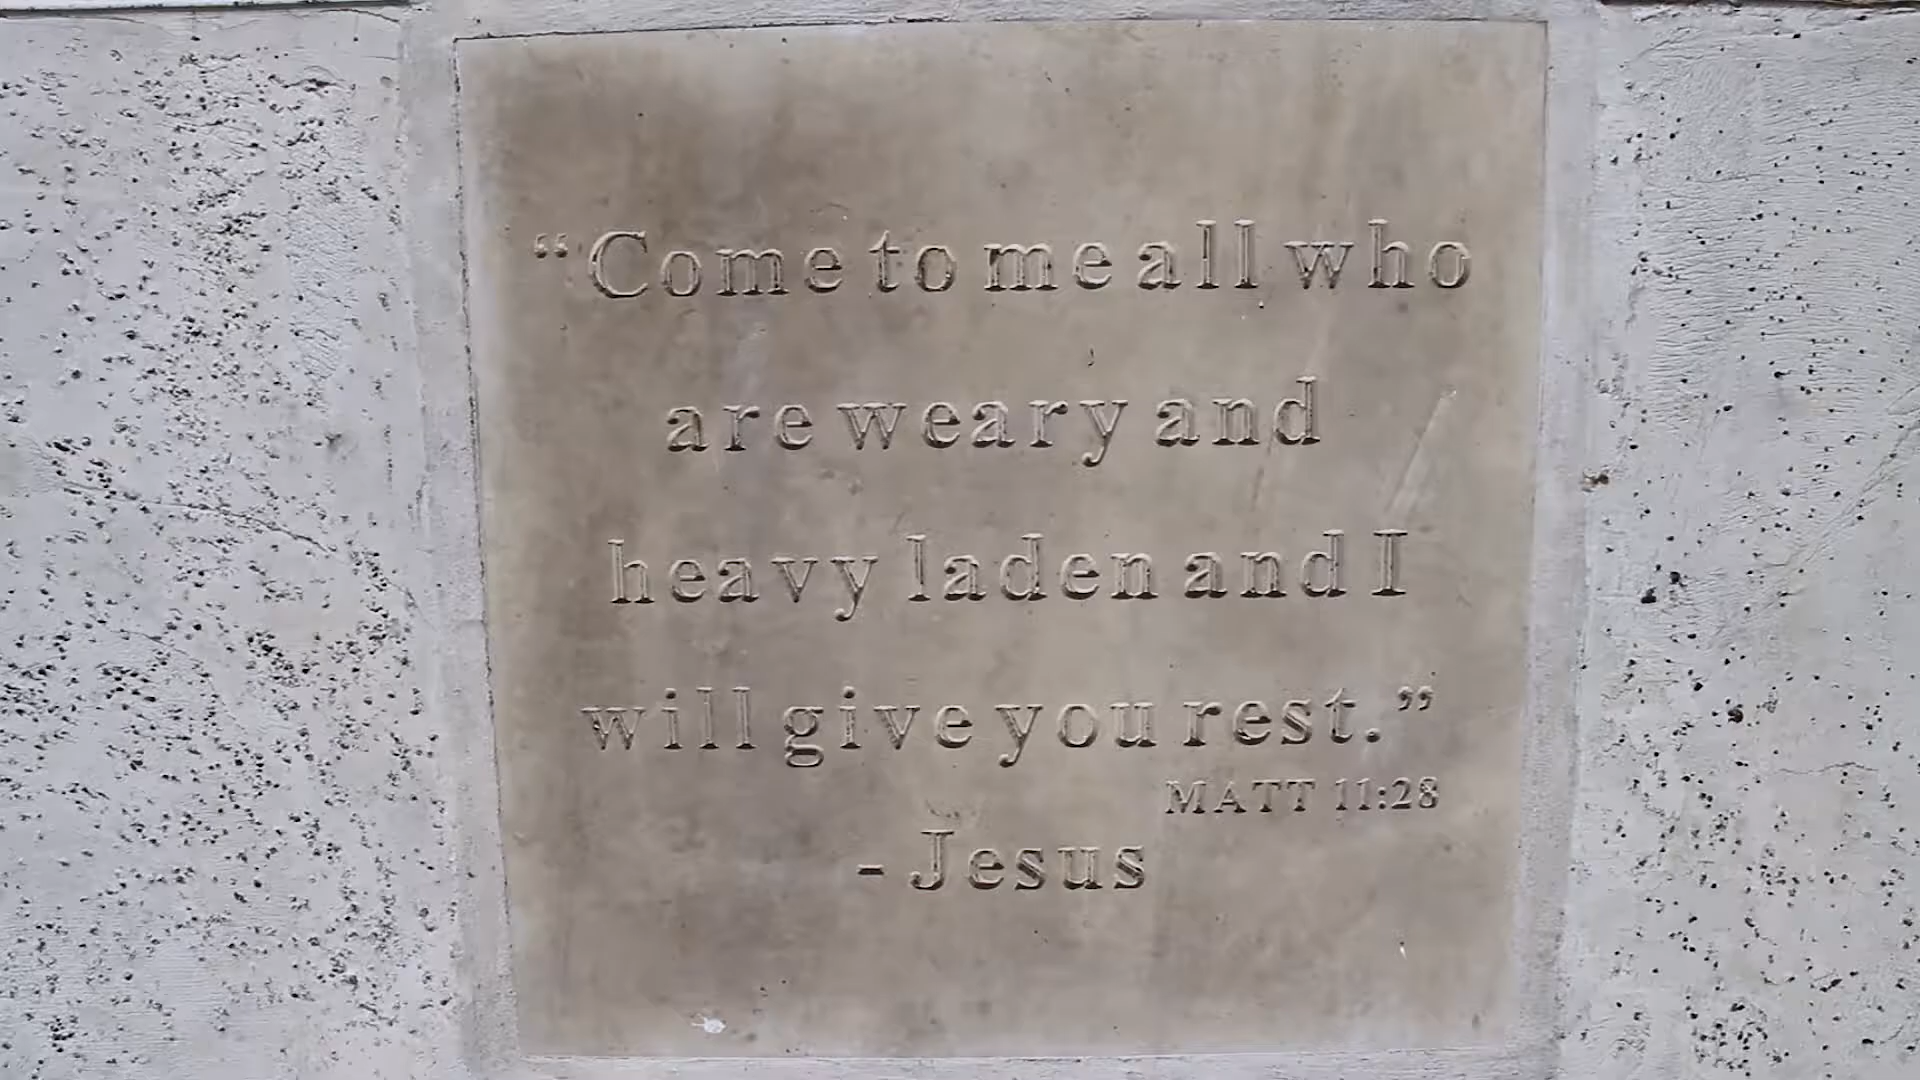 “Come to me all who
are weary and
heavy laden and I
will give you rest.”
MATT 11:28
- Jesus